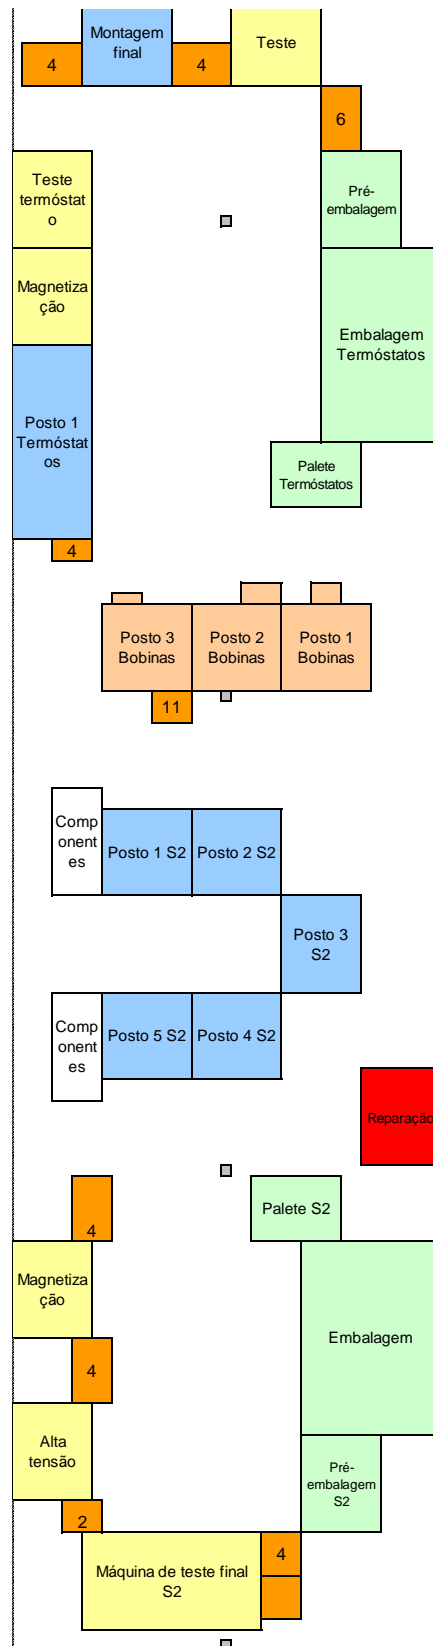 Montagem
final
Teste
4
4
6
Teste
termóstat
o
Pré-
embalagem
Magnetiza
ção
Embalagem
Termóstatos
Posto 1
Termóstat
os
Palete
Termóstatos
4
Posto 3
Bobinas
Posto 2
Bobinas
Posto 1
Bobinas
11
Comp
onent
es
Posto 1 S2
Posto 2 S2
Posto 3
S2
Comp
onent
es
Posto 5 S2
Posto 4 S2
Reparação
4
Palete S2
Magnetiza
ção
Embalagem
4
Alta
tensão
Pré-
embalagem
S2
2
Máquina de teste final
S2
4